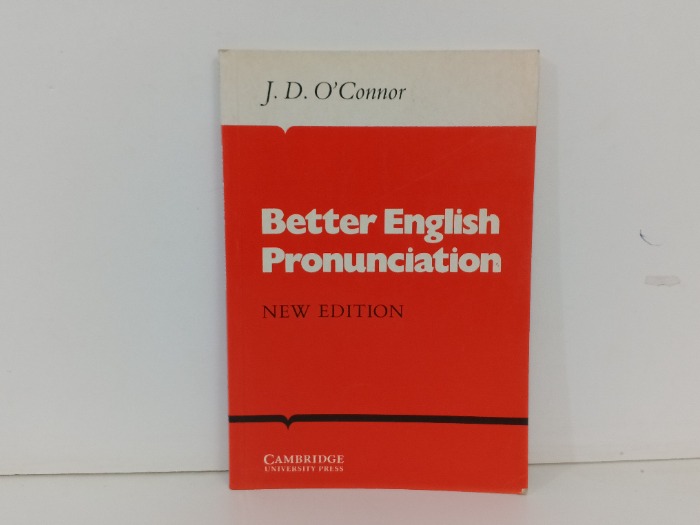 J. D. O'Connor
Better English
Pronunciation
NEW EDITION
CAMBRIDGE
UNIVERSITY PRESS